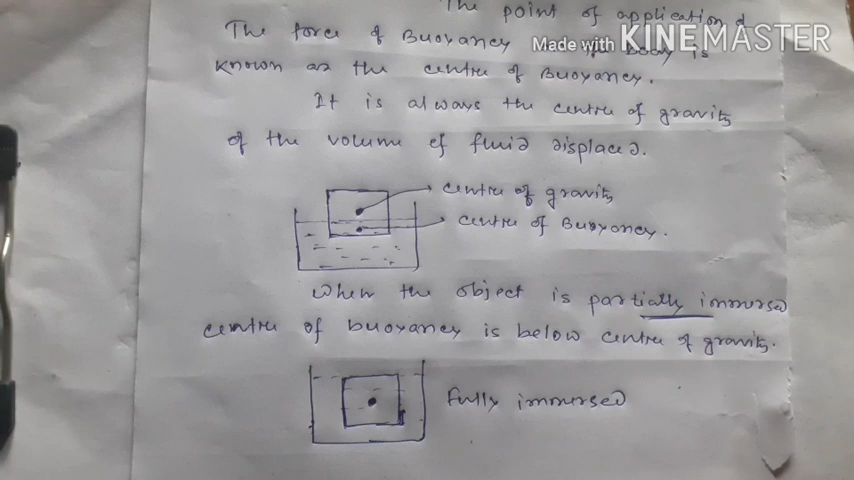 The point of application of
The force of Buoyancy body is
Made with KINEMASTER
known as the centre of Buoyancy.
It is always the centre of gravity
of the volume of fluid displaced.
centre of gravity
centre of Buoyancy.
when the object is partially immersed
centre of buoyancy is below centre of gravity.
Fully immersed